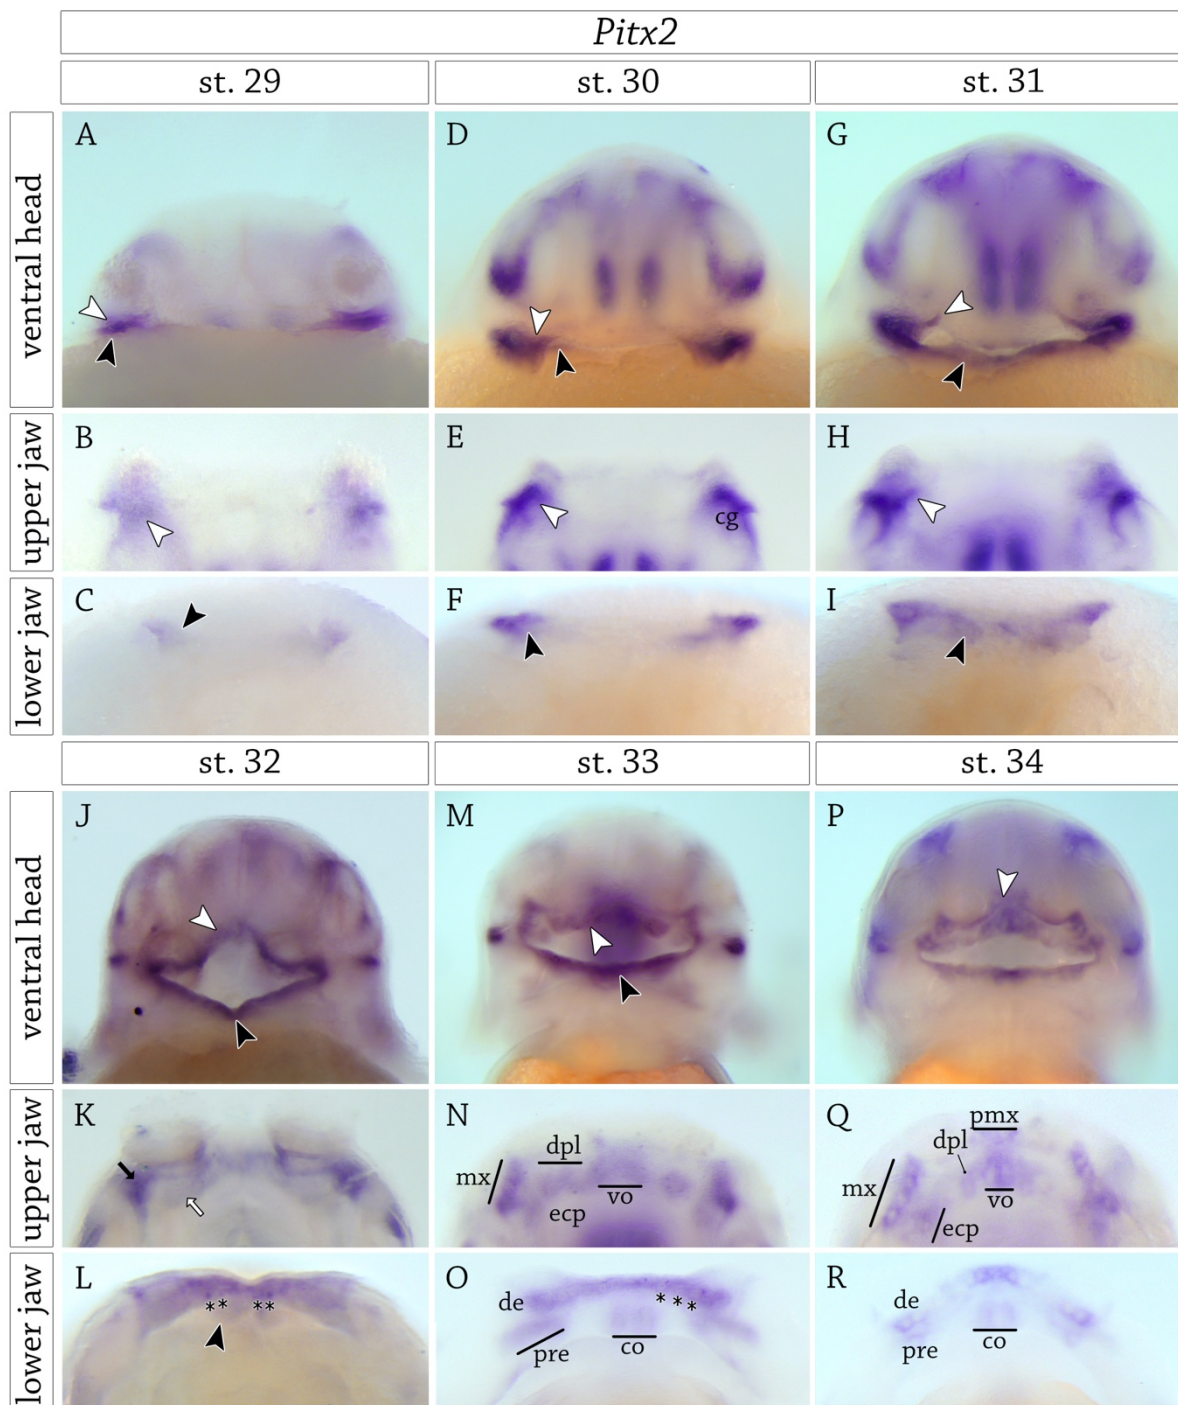 Pitx2
st. 29
st. 30
st. 31
ventral head
A
D
G
upper jaw
B
E
cg
H
lower jaw
C
F
I
st. 32
st. 33
st. 34
ventral head
J
M
P
upper jaw
K
N
dpl
mx
vo
ecp
Q
pmx
dpl
mx
vo
ecp
lower jaw
L
** **
O
de
***
pre
co
R
de
pre
co